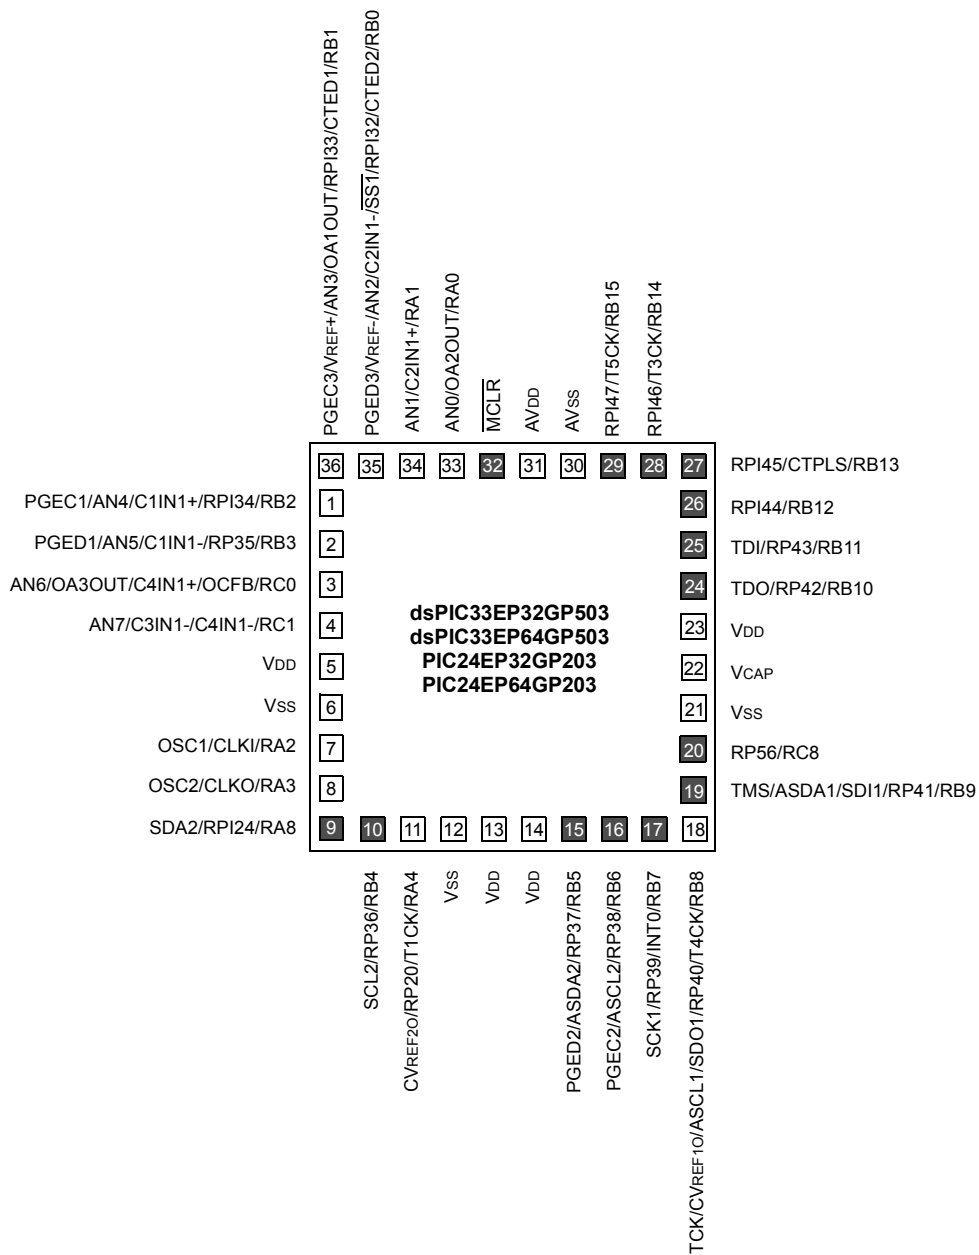 PGEC3/VREF+/AN3/OA1OUT/RPI33/CTED1/RB1
PGED3/VREF-/AN2/C2IN1-/SS1/RPI32/CTED2/RB0
AN1/C2IN1+/RA1
AN0/OA2OUT/RA0
MCLR
AVDD
AVSS
RPI47/T5CK/RB15
RPI46/T3CK/RB14
36
35
34
33
32
31
30
29
28
27
RPI45/CTPLS/RB13
PGEC1/AN4/C1IN1+/RPI34/RB2
1
26
RPI44/RB12
PGED1/AN5/C1IN1-/RP35/RB3
2
25
TDI/RP43/RB11
AN6/OA3OUT/C4IN1+/OCFB/RC0
3
24
TDO/RP42/RB10
AN7/C3IN1-/C4IN1-/RC1
4
dsPIC33EP32GP503
dsPIC33EP64GP503
PIC24EP32GP203
PIC24EP64GP203
23
VDD
VDD
5
22
VCAP
VSS
6
21
VSS
OSC1/CLKI/RA2
7
20
RP56/RC8
OSC2/CLKO/RA3
8
19
TMS/ASDA1/SDI1/RP41/RB9
SDA2/RPI24/RA8
9
10
11
12
13
14
15
16
17
18
SCL2/RP36/RB4
CVREF2O/RP20/T1CK/RA4
VSS
VDD
VDD
PGED2/ASDA2/RP37/RB5
PGEC2/ASCL2/RP38/RB6
SCK1/RP39/INT0/RB7
TCK/CVREF1O/ASCL1/SDO1/RP40/T4CK/RB8